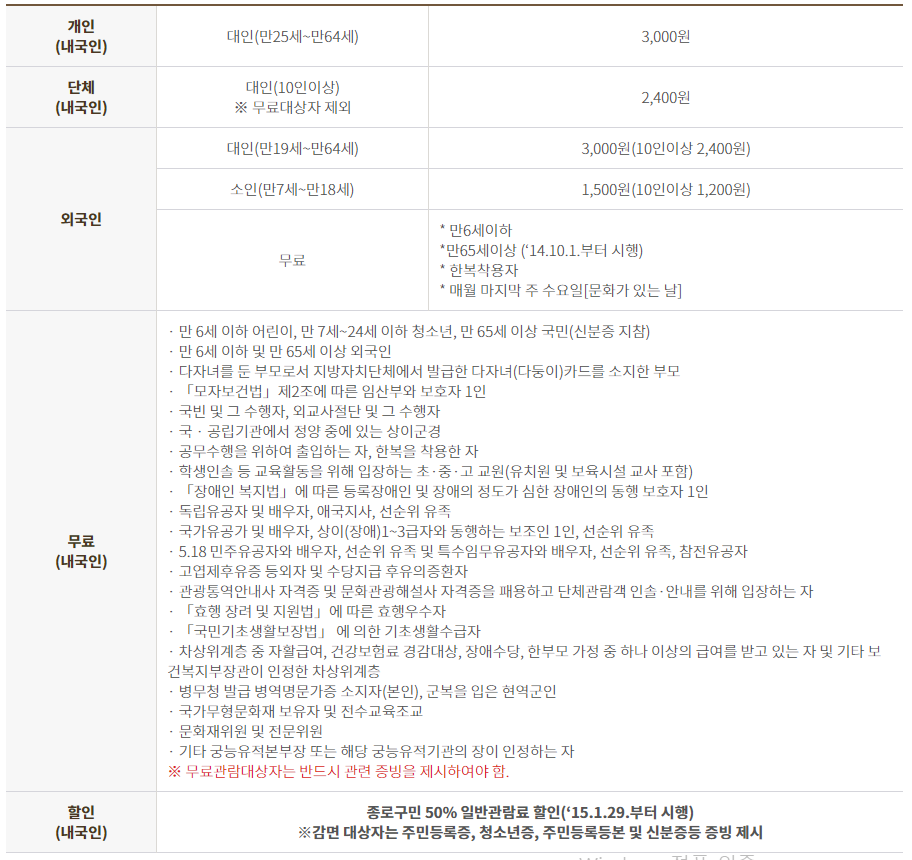 개인
(내국인)
대인(만25세~만64세)
3,000원
단체
(내국인)
대인(10인이상)
※ 무료대상자 제외
2,400원
외국인
대인(만19세~만64세)
3,000원(10인이상 2,400원)
소인(만7세~만18세)
1,500원(10인이상 1,200원)
무료
* 만6세이하
*만65세이상 (‘14.10.1.부터 시행)
* 한복착용자
* 매월 마지막 주 수요일[문화가 있는 날]
무료
(내국인)
· 만 6세 이하 어린이, 만 7세~24세 이하 청소년, 만 65세 이상 국민(신분증 지참)
· 만 6세 이하 및 만 65세 이상 외국인
· 다자녀를 둔 부모로서 지방자치단체에서 발급한 다자녀(다둥이)카드를 소지한 부모
· 「모자보건법」제2조에 따른 임산부와 보호자 1인
· 국빈 및 그 수행자, 외교사절단 및 그 수행자
· 국 · 공립기관에서 정양 중에 있는 상이군경
· 공무수행을 위하여 출입하는 자, 한복을 착용한 자
· 학생인솔 등 교육활동을 위해 입장하는 초·중·고 교원(유치원 및 보육시설 교사 포함)
· 「장애인 복지법」에 따른 등록장애인 및 장애의 정도가 심한 장애인의 동행 보호자 1인
· 독립유공자 및 배우자, 애국지사, 선순위 유족
· 국가유공가 및 배우자, 상이(장애)1~3급자와 동행하는 보조인 1인, 선순위 유족
· 5.18 민주유공자와 배우자, 선순위 유족 및 특수임무유공자와 배우자, 선순위 유족, 참전유공자
· 고엽제후유증 등외자 및 수당지급 후유의증환자
· 관광통역안내사 자격증 및 문화관광해설사 자격증을 패용하고 단체관람객 인솔·안내를 위해 입장하는 자
· 「효행 장려 및 지원법」에 따른 효행우수자
· 「국민기초생활보장법」 에 의한 기초생활수급자
· 차상위계층 중 자활급여, 건강보험료 경감대상, 장애수당, 한부모 가정 중 하나 이상의 급여를 받고 있는 자 및 기타 보
건복지부장관이 인정한 차상위계층
· 병무청 발급 병역명문가증 소지자(본인), 군복을 입은 현역군인
· 국가무형문화재 보유자 및 전수교육조교
· 문화재위원 및 전문위원
· 기타 궁능유적본부장 또는 해당 궁능유적기관의 장이 인정하는 자
※ 무료관람대상자는 반드시 관련 증빙을 제시하여야 함.
할인
(내국인)
종로구민 50% 일반관람료 할인(‘15.1.29.부터 시행)
※감면 대상자는 주민등록증, 청소년증, 주민등록등본 및 신분증등 증빙 제시